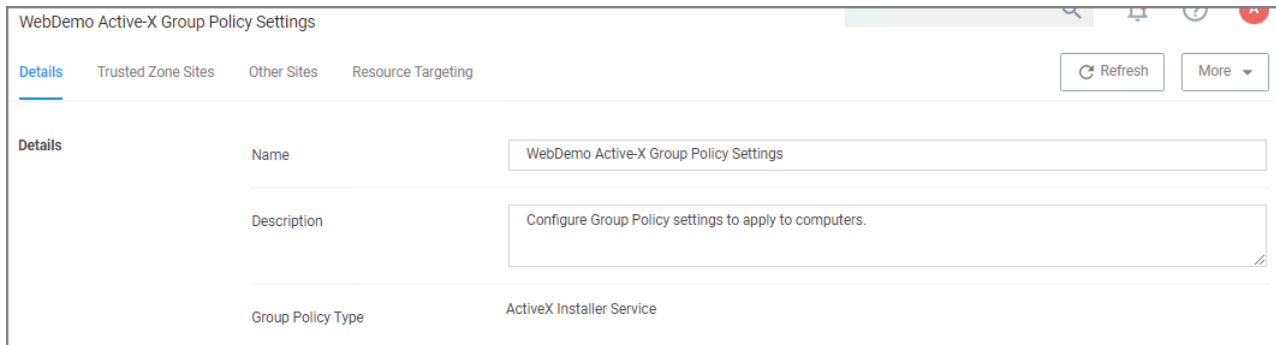 WebDemo Active-X Group Policy Settings
A
Details Trusted Zone Sites Other Sites Resource Targeting Refresh More
Details
Name WebDemo Active-X Group Policy Settings
Description Configure Group Policy settings to apply to computers.
Group Policy Type ActiveX Installer Service